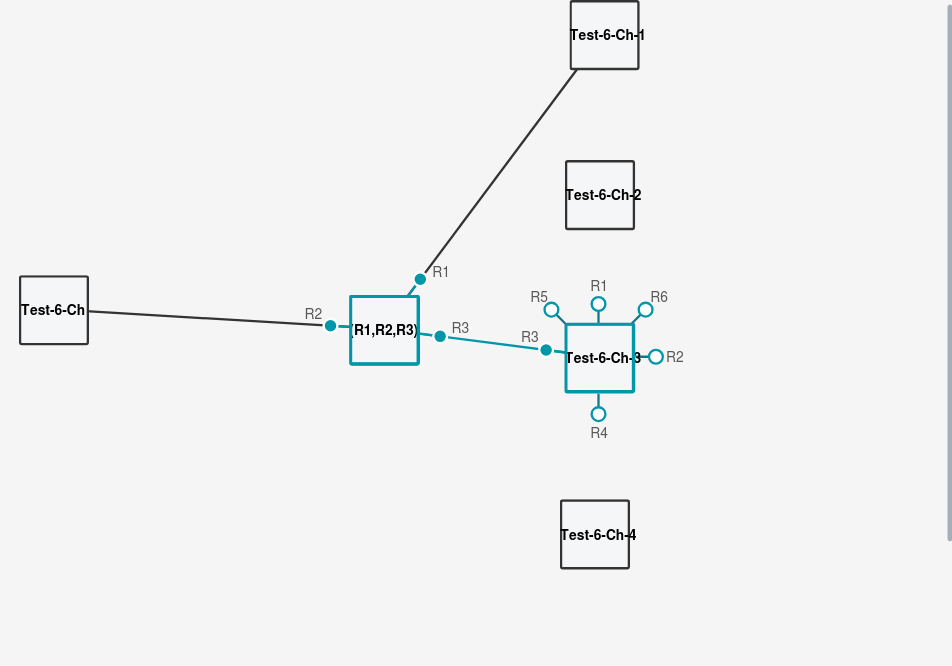 Test-6-Ch-1
Test-6-Ch-2
R1
R1
R5
R6
Test-6-Ch
R2
(R1,R2,R3)
R3
R3
Test-6-Ch-3
R2
R4
Test-6-Ch-4